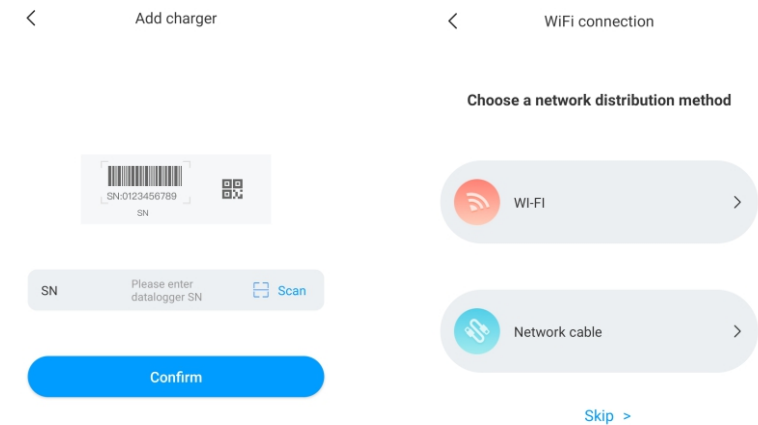 Add charger
SN:0123456789
SN
SN
Please enter
datalogger SN
Scan
Confirm
WiFi connection
Choose a network distribution method
WI-FI
Network cable
Skip >